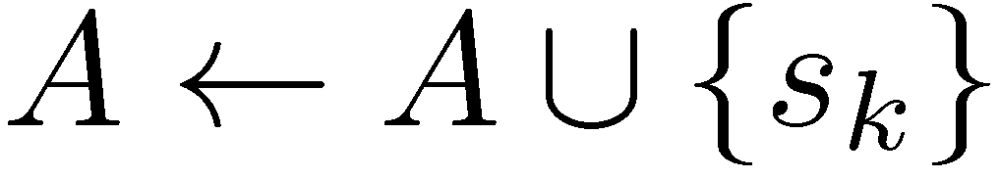 A ← A ∪ {s_k}